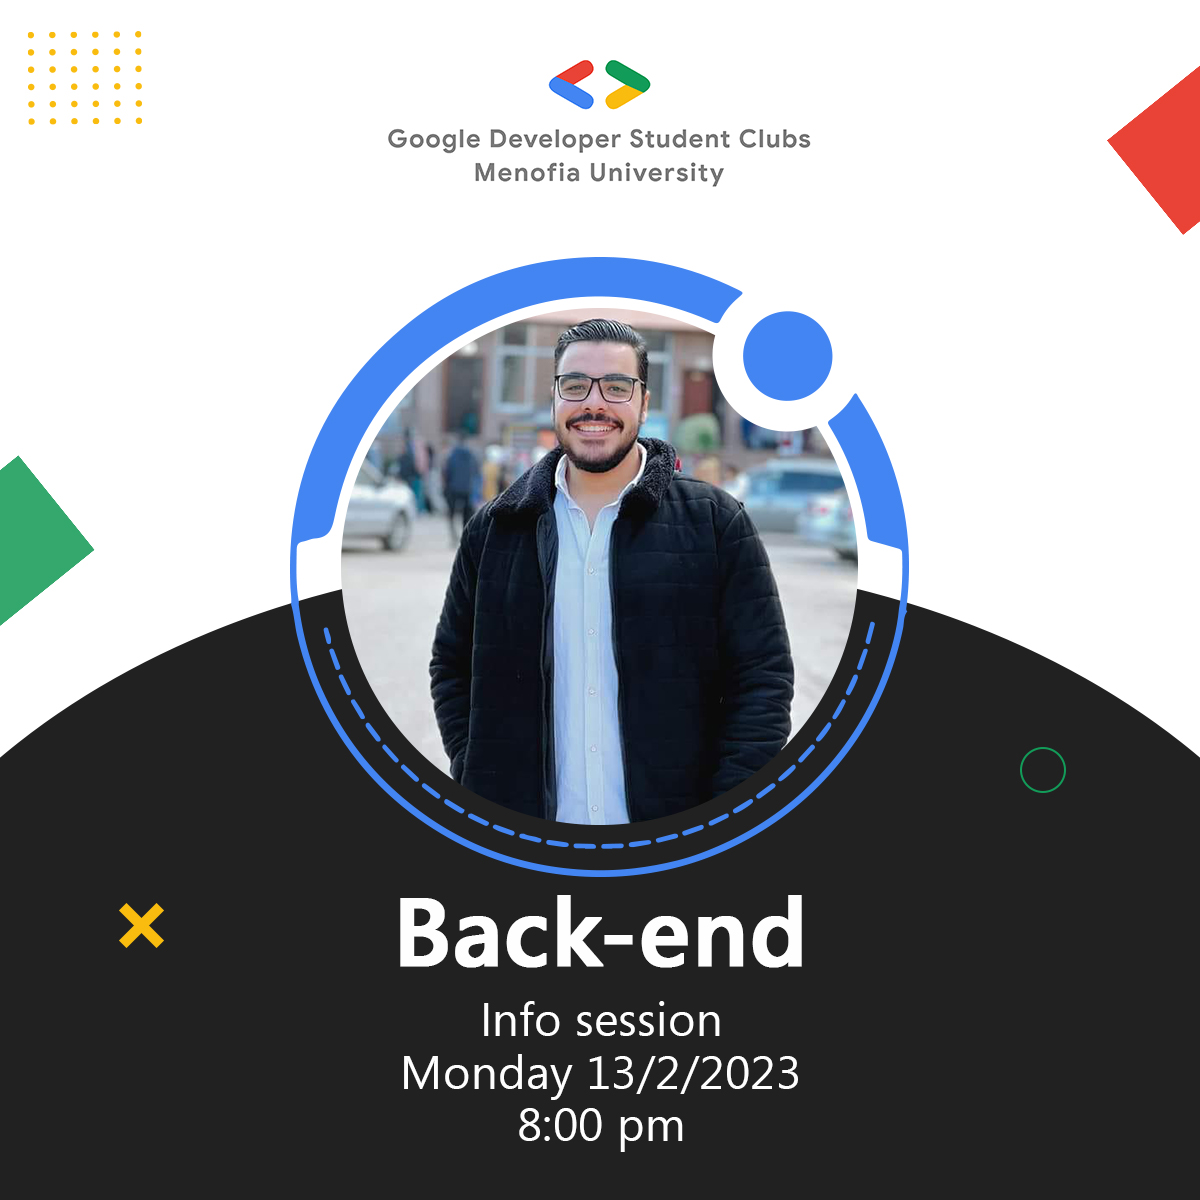 Google Developer Student Clubs
Menofia University
Back-end
Info session
Monday 13/2/2023
8:00 pm